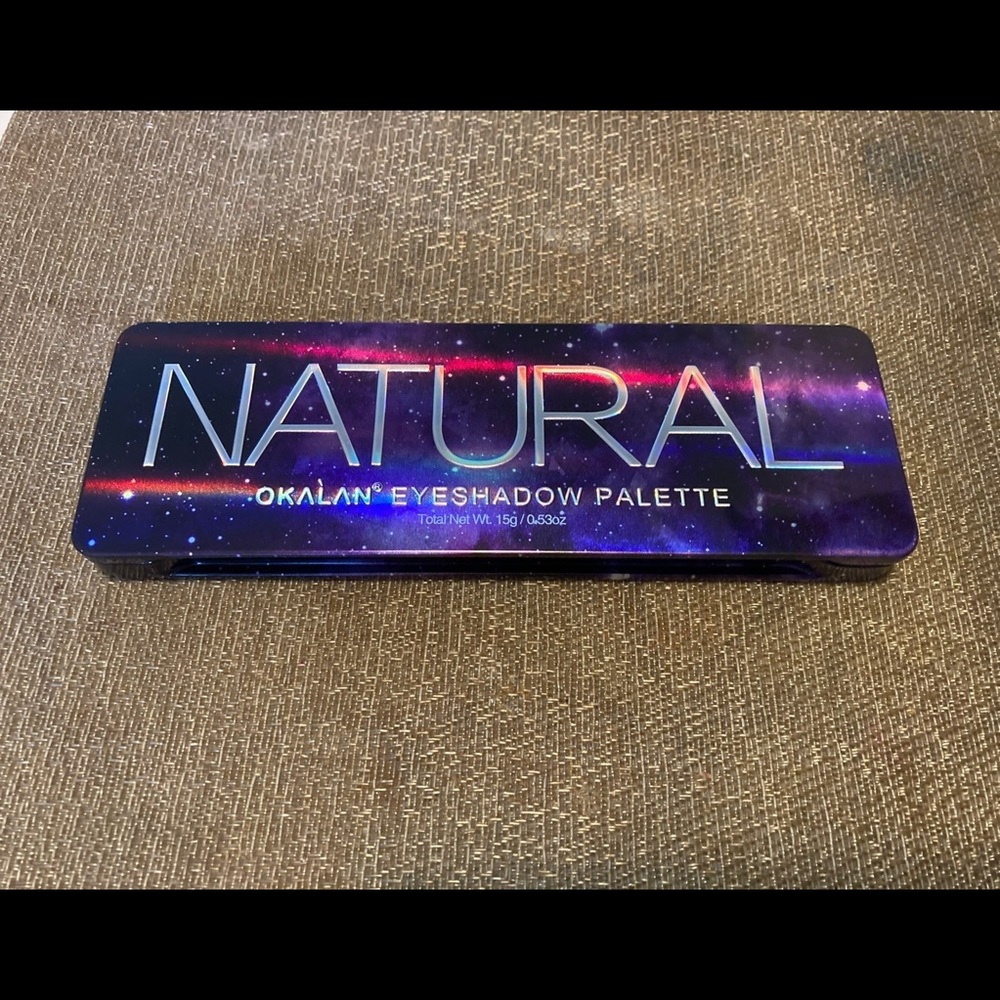 NATURAL
OKALAN® EYESHADOW PALETTE
Total Net Wt. 15g / 0.53oz